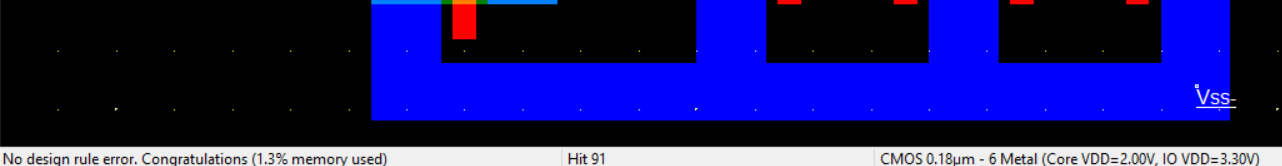 Vss-
No design rule error. Congratulations (1.3% memory used)
Hit 91
CMOS 0.18µm - 6 Metal (Core VDD=2.00V, IO VDD=3.30V)